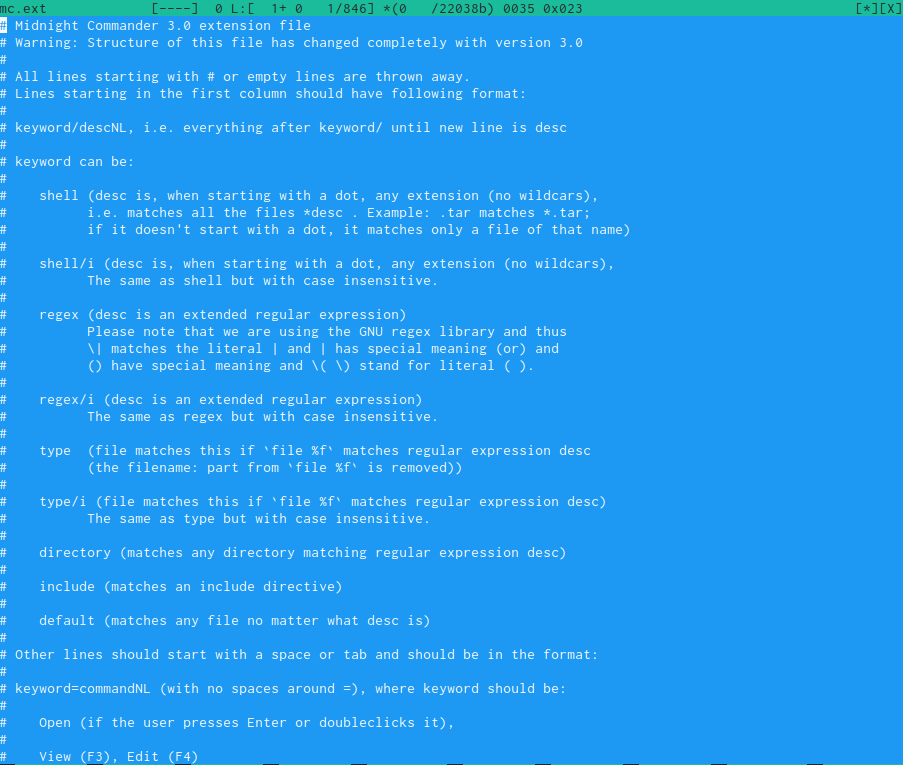 mc.ext [----] 0 L:[ 1+ 0 1/846] *(0 /22038b) 0035 0x023 [*][X]
# Midnight Commander 3.0 extension file
# Warning: Structure of this file has changed completely with version 3.0
#
# All lines starting with # or empty lines are thrown away.
# Lines starting in the first column should have following format:
#
# keyword/descNL, i.e. everything after keyword/ until new line is desc
#
# keyword can be:
#
#    shell (desc is, when starting with a dot, any extension (no wildcars),
#          i.e. matches all the files *desc . Example: .tar matches *.tar;
#          if it doesn't start with a dot, it matches only a file of that name)
#
#    shell/i (desc is, when starting with a dot, any extension (no wildcars),
#          The same as shell but with case insensitive.
#
#    regex (desc is an extended regular expression)
#          Please note that we are using the GNU regex library and thus
#          \| matches the literal | and | has special meaning (or) and
#          () have special meaning and \( \) stand for literal ( ).
#
#    regex/i (desc is an extended regular expression)
#          The same as regex but with case insensitive.
#
#    type  (file matches this if `file %f` matches regular expression desc
#          (the filename: part from `file %f` is removed))
#
#    type/i (file matches this if `file %f` matches regular expression desc)
#          The same as type but with case insensitive.
#
#    directory (matches any directory matching regular expression desc)
#
#    include (matches an include directive)
#
#    default (matches any file no matter what desc is)
#
# Other lines should start with a space or tab and should be in the format:
#
# keyword=commandNL (with no spaces around =), where keyword should be:
#
#    Open (if the user presses Enter or doubleclicks it),
#
#    View (F3), Edit (F4)